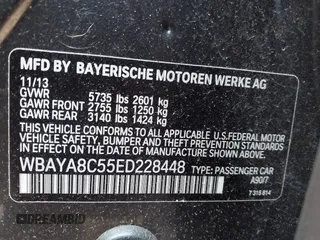 MFD BY BAYERISCHE MOTOREN WERKE AG
11/13
GVWR 5735 lbs 2601 kg
GAWR FRONT 2755 lbs 1250 kg
GAWR REAR 3140 lbs 1424 kg
THIS VEHICLE CONFORMS TO ALL APPLICABLE U.S.FEDERAL MOTOR
VEHICLE SAFETY, BUMPER AND THEFT PREVENTION STANDARDS
IN EFFECT ON THE DATE OF MANUFACTURE SHOWN ABOVE.
WBAYA8C55ED228448 TYPE: PASSENGER CAR
A90/7
7 315 814
© DREAMBID